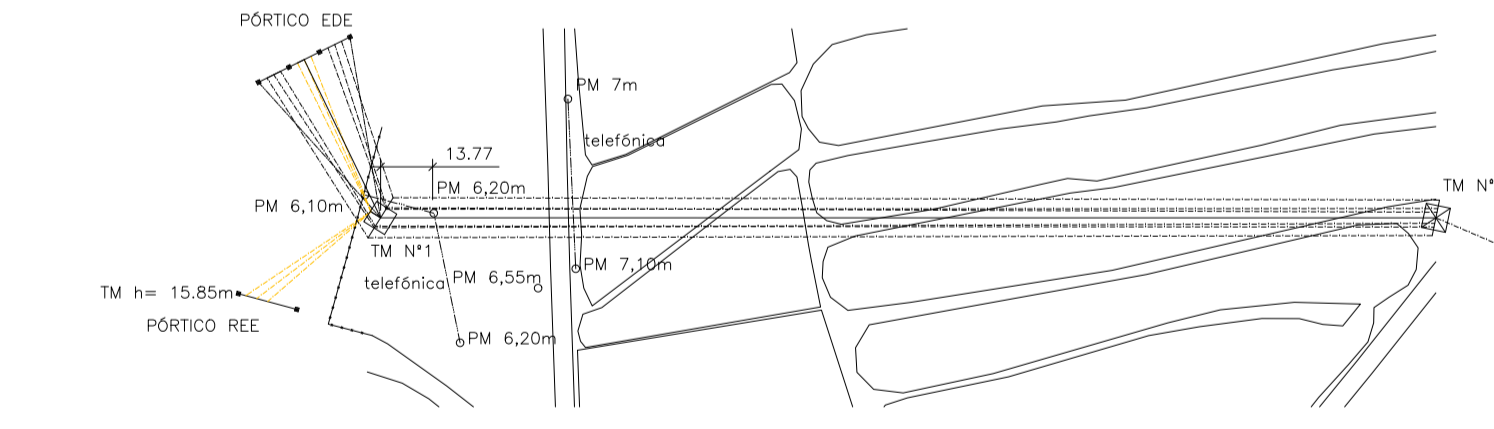 PÓRTICO EDE
PM 7m
telefónica
13.77
PM 6,20m
TM N°
PM 6,10m
TM N°1
PM 7,10m
telefónica
PM 6,55m
TM h= 15.85m
PÓRTICO REE
PM 6,20m